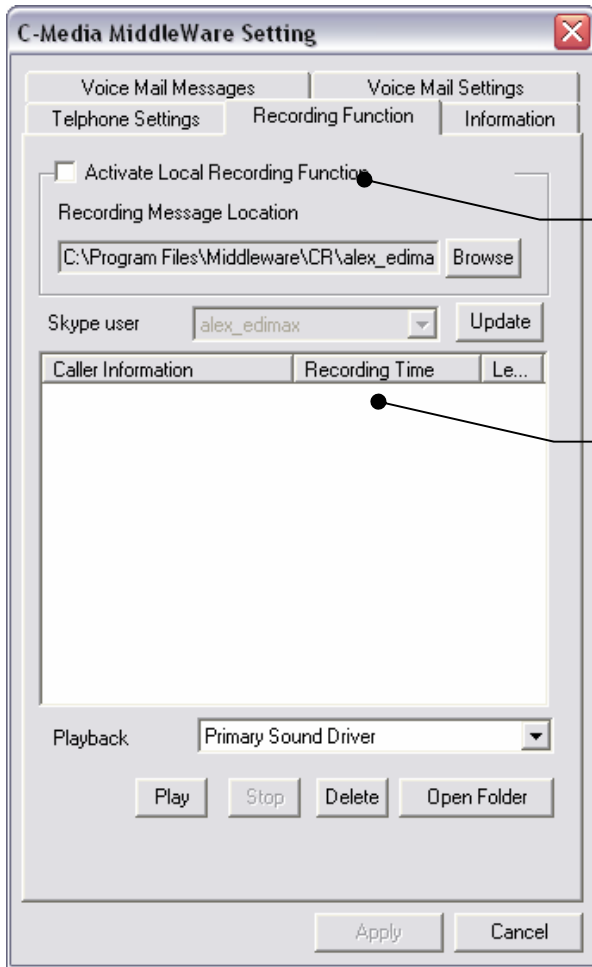 C-Media MiddleWare Setting
Voice Mail Messages Voice Mail Settings
Telphone Settings Recording Function Information
Activate Local Recording Function
Recording Message Location
C:\Program Files\Middleware\CR\alex_edima Browse
Skype user alex_edimax Update
Caller Information Recording Time Le...
Playback Primary Sound Driver
Play Stop Delete Open Folder
Apply Cancel